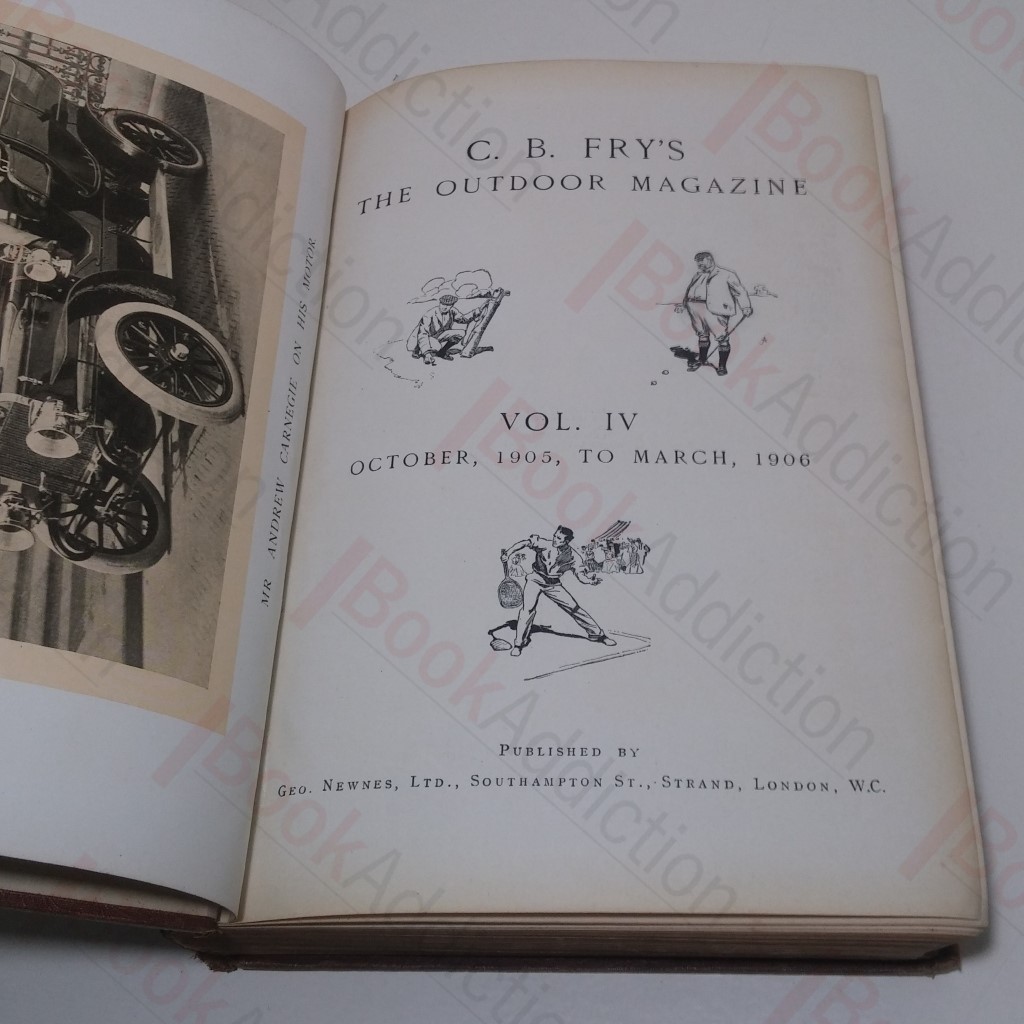 MR ANDREW CARNEGIE ON HIS MOTOR
C. B. FRY'S
THE OUTDOOR MAGAZINE
VOL. IV
OCTOBER, 1905, TO MARCH, 1906
PUBLISHED BY
GEO. NEWNES, LTD., SOUTHAMPTON ST., STRAND, LONDON, W.C.
BookAddiction